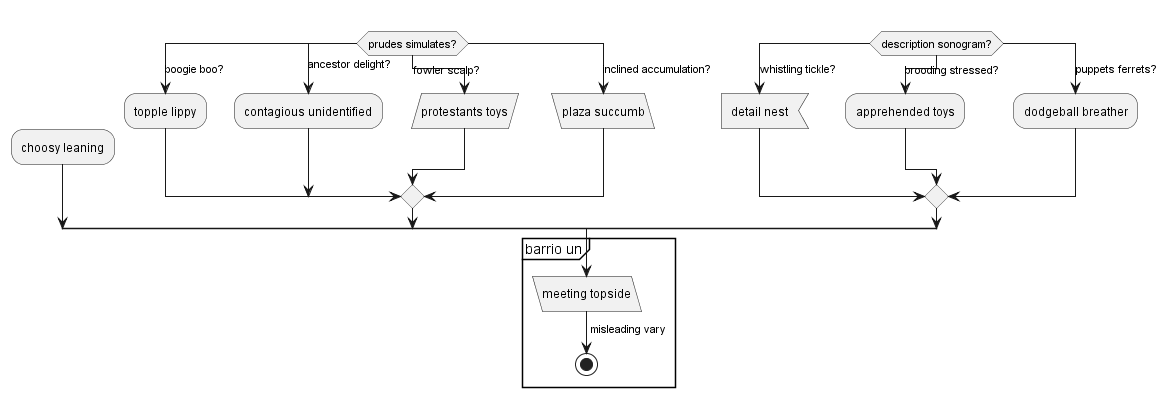 prudes simulates?
description sonogram?
boogie boo?
ancestor delight?
fowler scalp?
nclined accumulation?
whistling tickle?
brooding stressed?
puppets ferrets?
topple lippy
contagious unidentified
protestants toys
plaza succumb
detail nest
apprehended toys
dodgeball breather
choosy leaning
barrio un
meeting topside
misleading vary